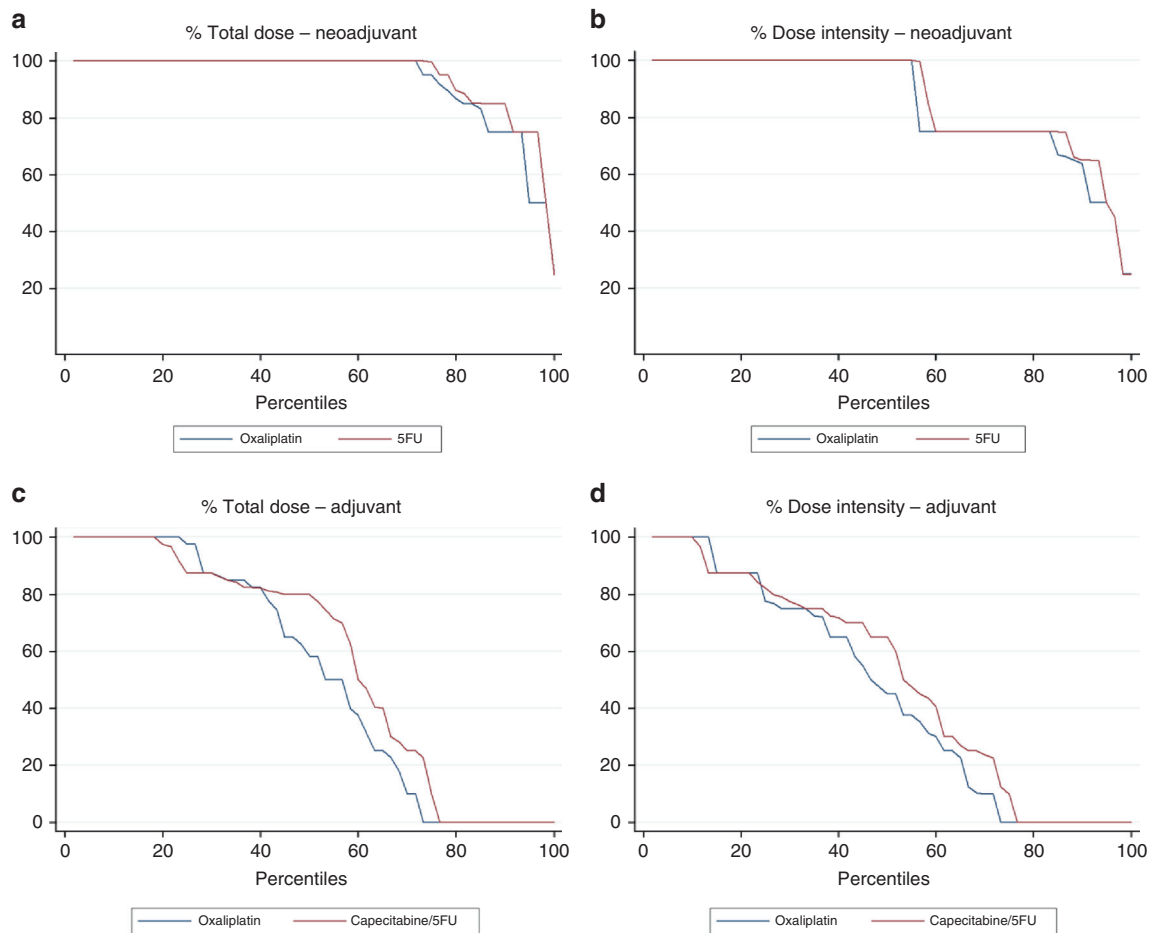 a
% Total dose – neoadjuvant
100
80
60
40
20
0 20 40 60 80 100
Percentiles
Oxaliplatin 5FU
b
% Dose intensity – neoadjuvant
100
80
60
40
20
0 20 40 60 80 100
Percentiles
Oxaliplatin 5FU
c
% Total dose – adjuvant
100
80
60
40
20
0
0 20 40 60 80 100
Percentiles
Oxaliplatin Capecitabine/5FU
d
% Dose intensity – adjuvant
100
80
60
40
20
0
0 20 40 60 80 100
Percentiles
Oxaliplatin Capecitabine/5FU